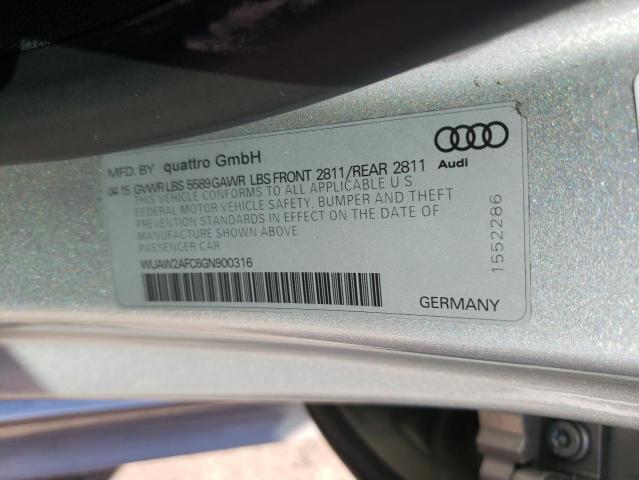 MFD. BY quattro GmbH
04 15 GVWR LBS 5589 GAWR LBS FRONT 2811/REAR 2811
THIS VEHICLE CONFORMS TO ALL APPLICABLE U.S
FEDERAL MOTOR VEHICLE SAFETY, BUMPER AND THEFT
PREVENTION STANDARDS IN EFFECT ON THE DATE OF
MANUFACTURE SHOWN ABOVE
PASSENGER CAR
WUAW2AFC6GN900316
Audi
1552286
GERMANY